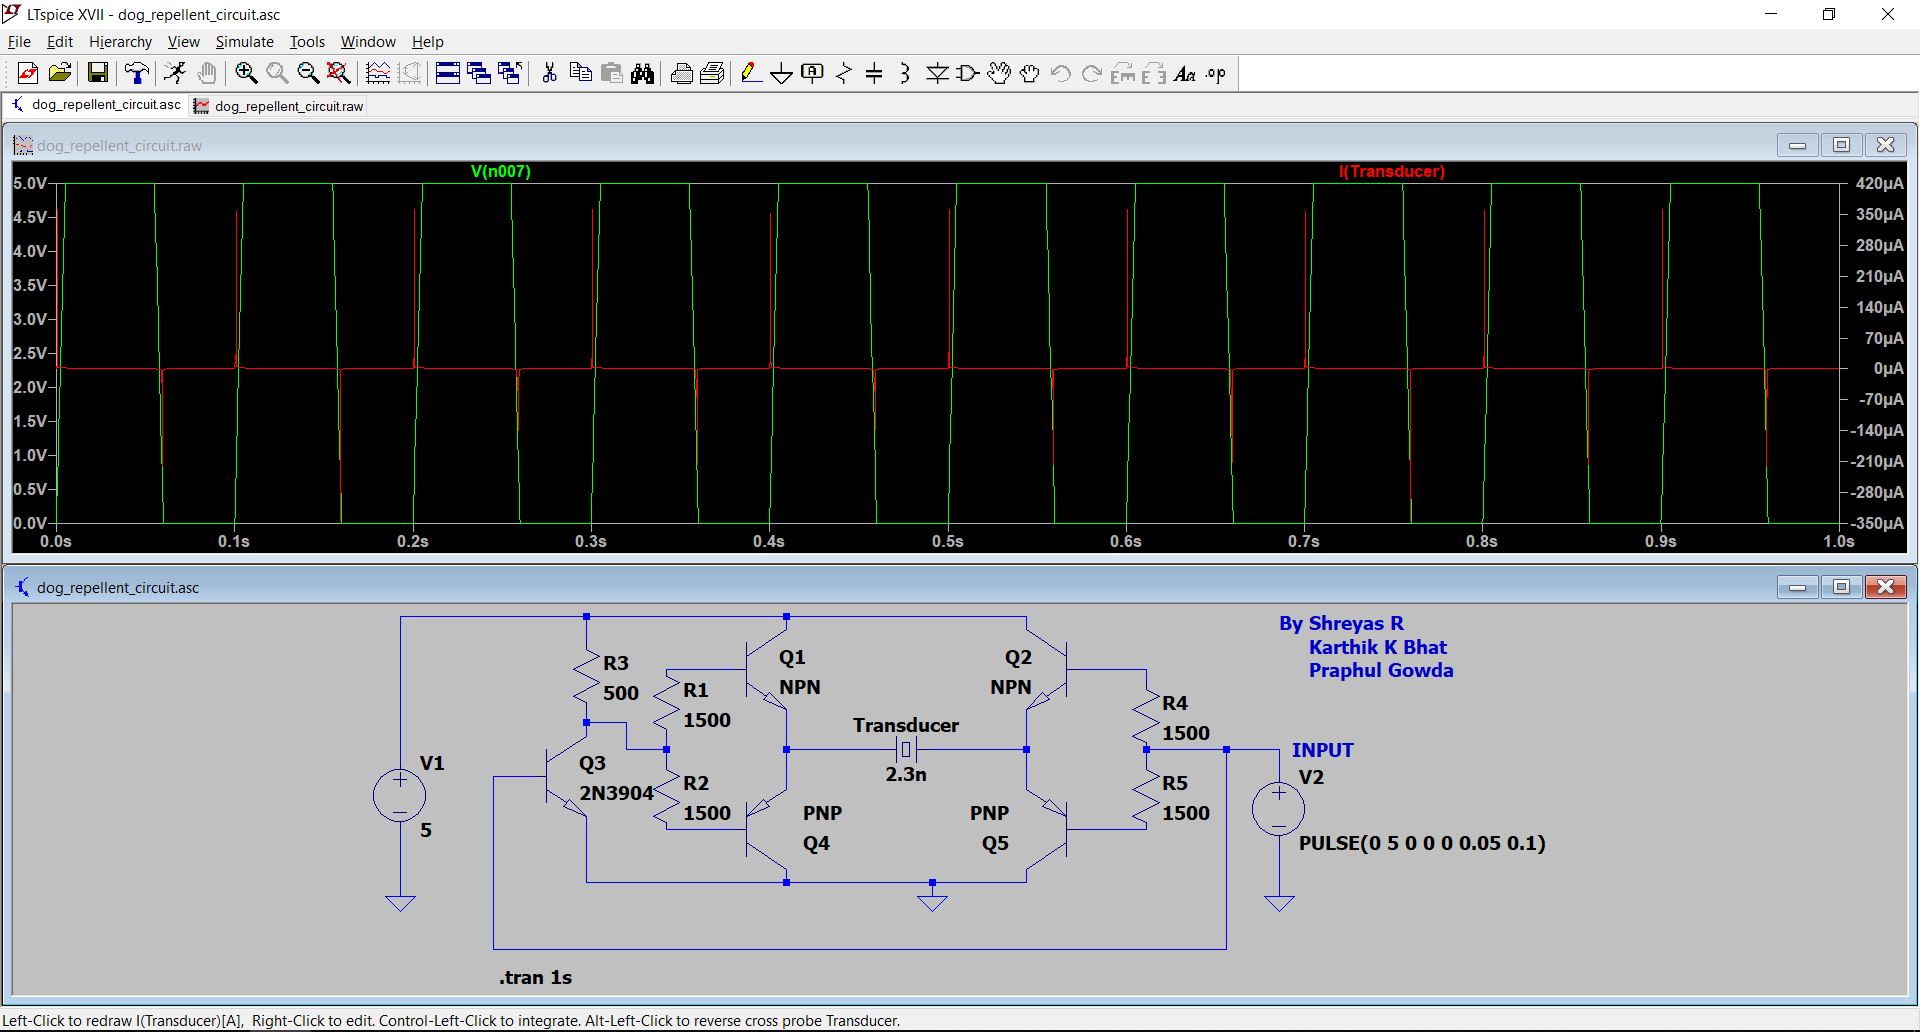 LTspice XVII - dog_repellent_circuit.asc
File Edit Hierarchy View Simulate Tools Window Help
.op
dog_repellent_circuit.asc dog_repellent_circuit.raw
dog_repellent_circuit.raw
V(n007) I(Transducer)
5.0V 420µA
4.5V 350µA
4.0V 280µA
3.5V 210µA
3.0V 140µA
2.5V 70µA
2.0V 0µA
1.5V -70µA
1.0V -140µA
0.5V -210µA
0.0V -280µA
-350µA
0.0s 0.1s 0.2s 0.3s 0.4s 0.5s 0.6s 0.7s 0.8s 0.9s 1.0s
dog_repellent_circuit.asc
By Shreyas R
Karthik K Bhat
Praphul Gowda
R3
500
R1
1500
Q1
NPN
Q2
NPN
R4
1500
Transducer
2.3n
INPUT
V1
5
Q3
2N3904
R2
1500
PNP
Q4
PNP
Q5
R5
1500
V2
PULSE(0 5 0 0 0 0.05 0.1)
.tran 1s
Left-Click to redraw I(Transducer)[A], Right-Click to edit. Control-Left-Click to integrate. Alt-Left-Click to reverse cross probe Transducer.